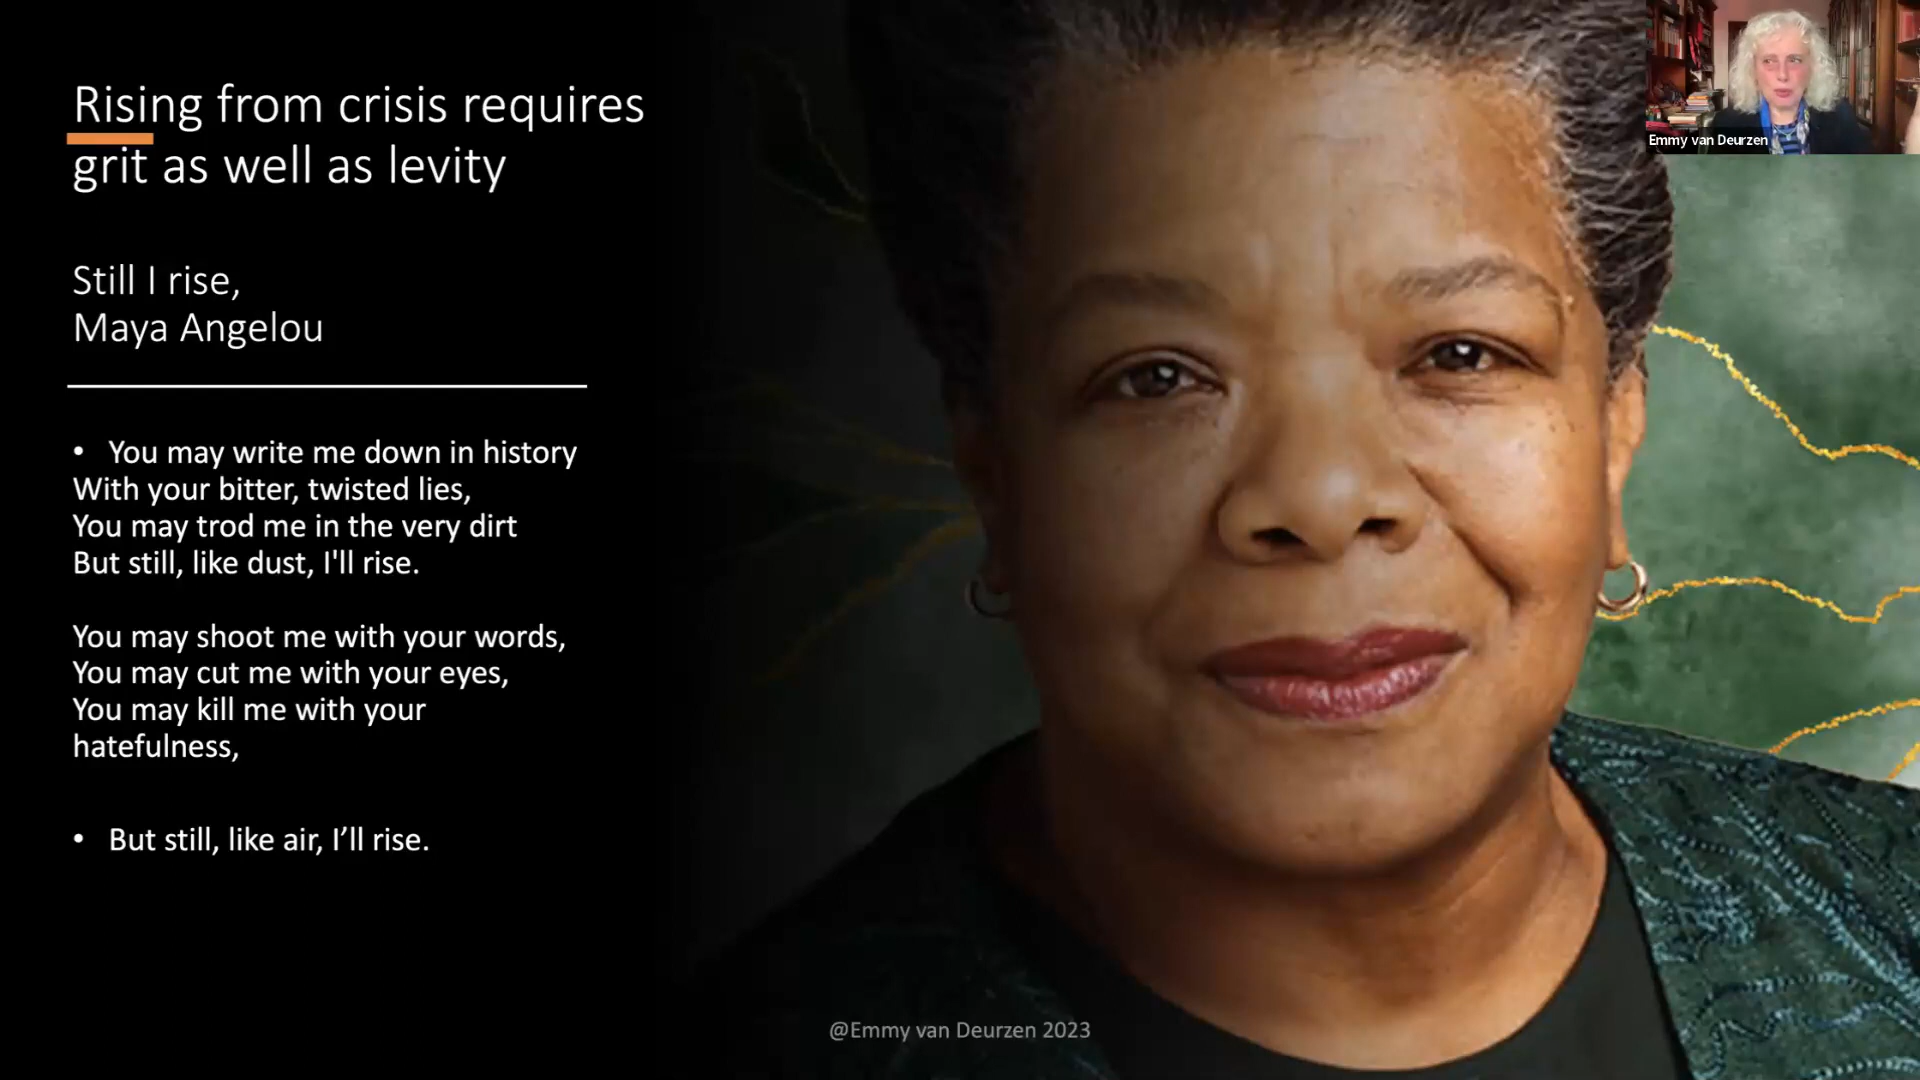 Rising from crisis requires
grit as well as levity
Still I rise,
Maya Angelou
• You may write me down in history
With your bitter, twisted lies,
You may trod me in the very dirt
But still, like dust, I'll rise.
You may shoot me with your words,
You may cut me with your eyes,
You may kill me with your
hatefulness,
• But still, like air, I’ll rise.
@Emmy van Deurzen 2023
Emmy van Deurzen